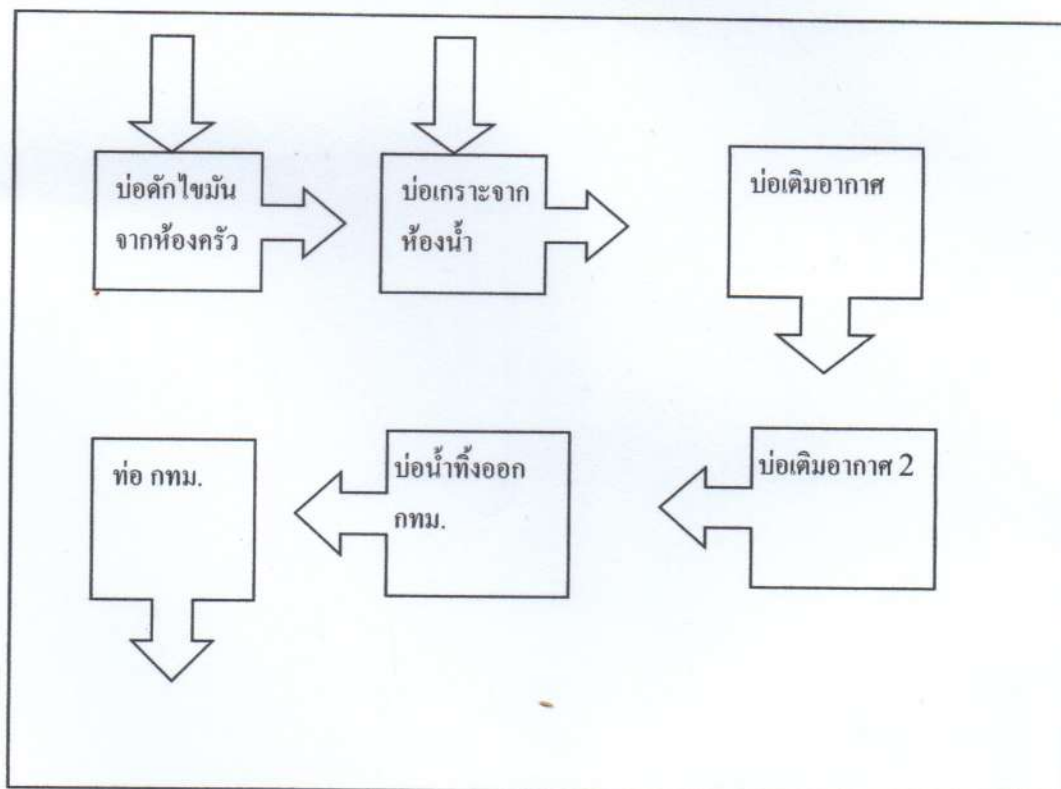 บ่อดักไขมัน
จากห้องครัว
บ่อเกราะจาก
ห้องน้ำ
บ่อเติมอากาศ
ท่อ กทม.
บ่อน้ำทิ้งออก
กทม.
บ่อเติมอากาศ 2